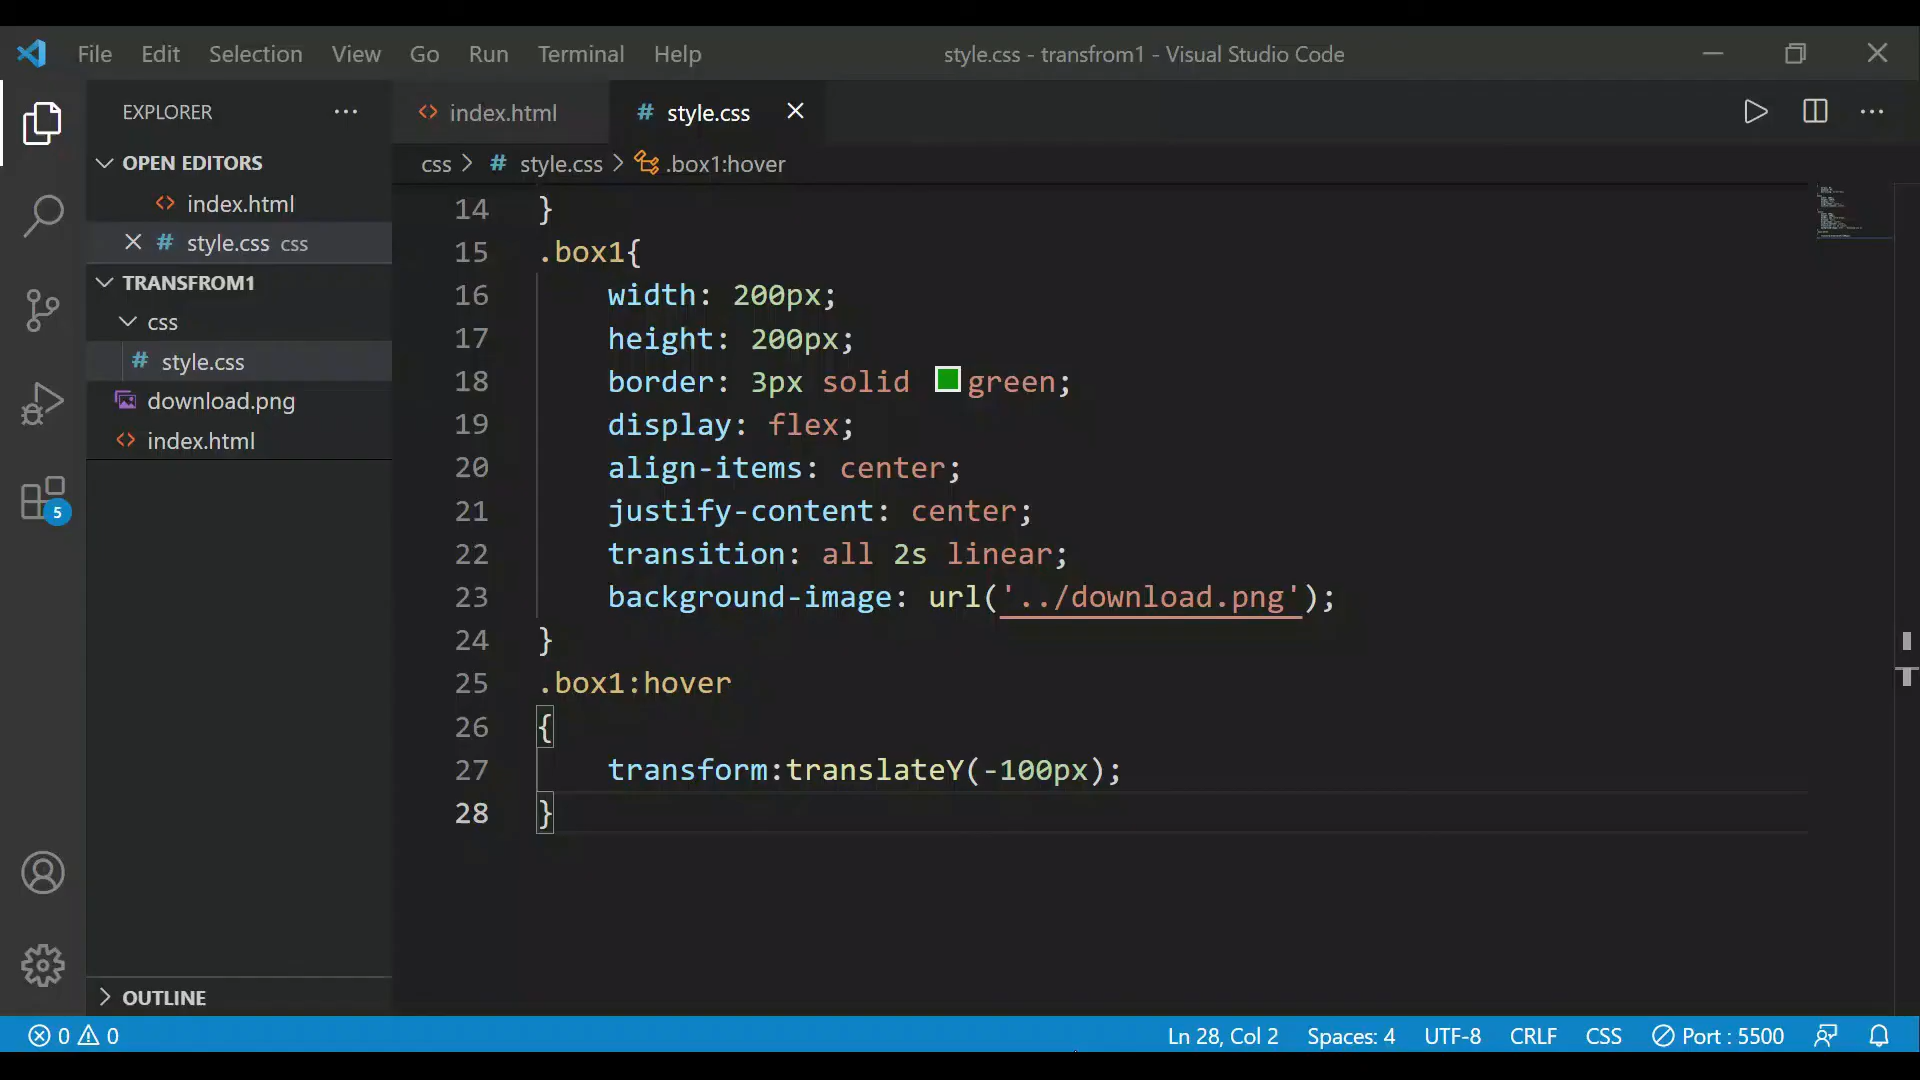 File Edit Selection View Go Run Terminal Help style.css - transfrom1 - Visual Studio Code
EXPLORER ···
OPEN EDITORS
index.html
style.css css
TRANSFROM1
css
style.css
download.png
index.html
OUTLINE
index.html # style.css
css > # style.css > .box1:hover
14 }
15 .box1{
16 width: 200px;
17 height: 200px;
18 border: 3px solid green;
19 display: flex;
20 align-items: center;
21 justify-content: center;
22 transition: all 2s linear;
23 background-image: url('../download.png');
24 }
25 .box1:hover
26 {
27 transform:translateY(-100px);
28 }
5
0 0 Ln 28, Col 2 Spaces: 4 UTF-8 CRLF CSS Port : 5500